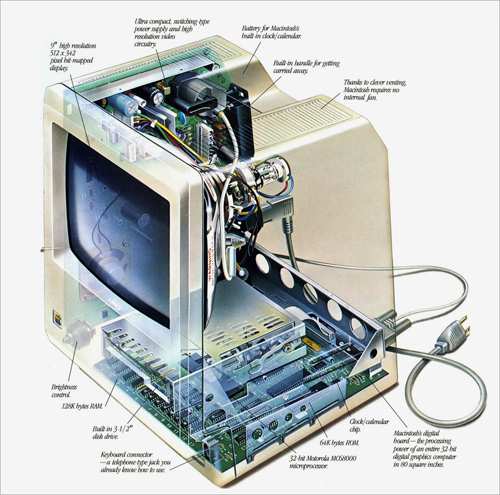 Ultra compact, switching-type
power supply and high
resolution video
circuitry.
Battery for Macintosh's
built in clock/calendar.
9" high resolution
512 x 342
pixel bit-mapped
display.
Built-in handle for getting
carried away.
Thanks to clever venting,
Macintosh requires no
internal fan.
Brightness
control.
128K bytes RAM.
Built-in 3-1/2"
disk drive.
Keyboard connector
— a telephone-type jack you
already know how to use.
32-bit Motorola MC68000
microprocessor.
64K bytes ROM.
Clock/calendar
chip.
Macintosh's digital
board — the processing
power of an entire 32-bit
digital graphics computer
in 80 square inches.